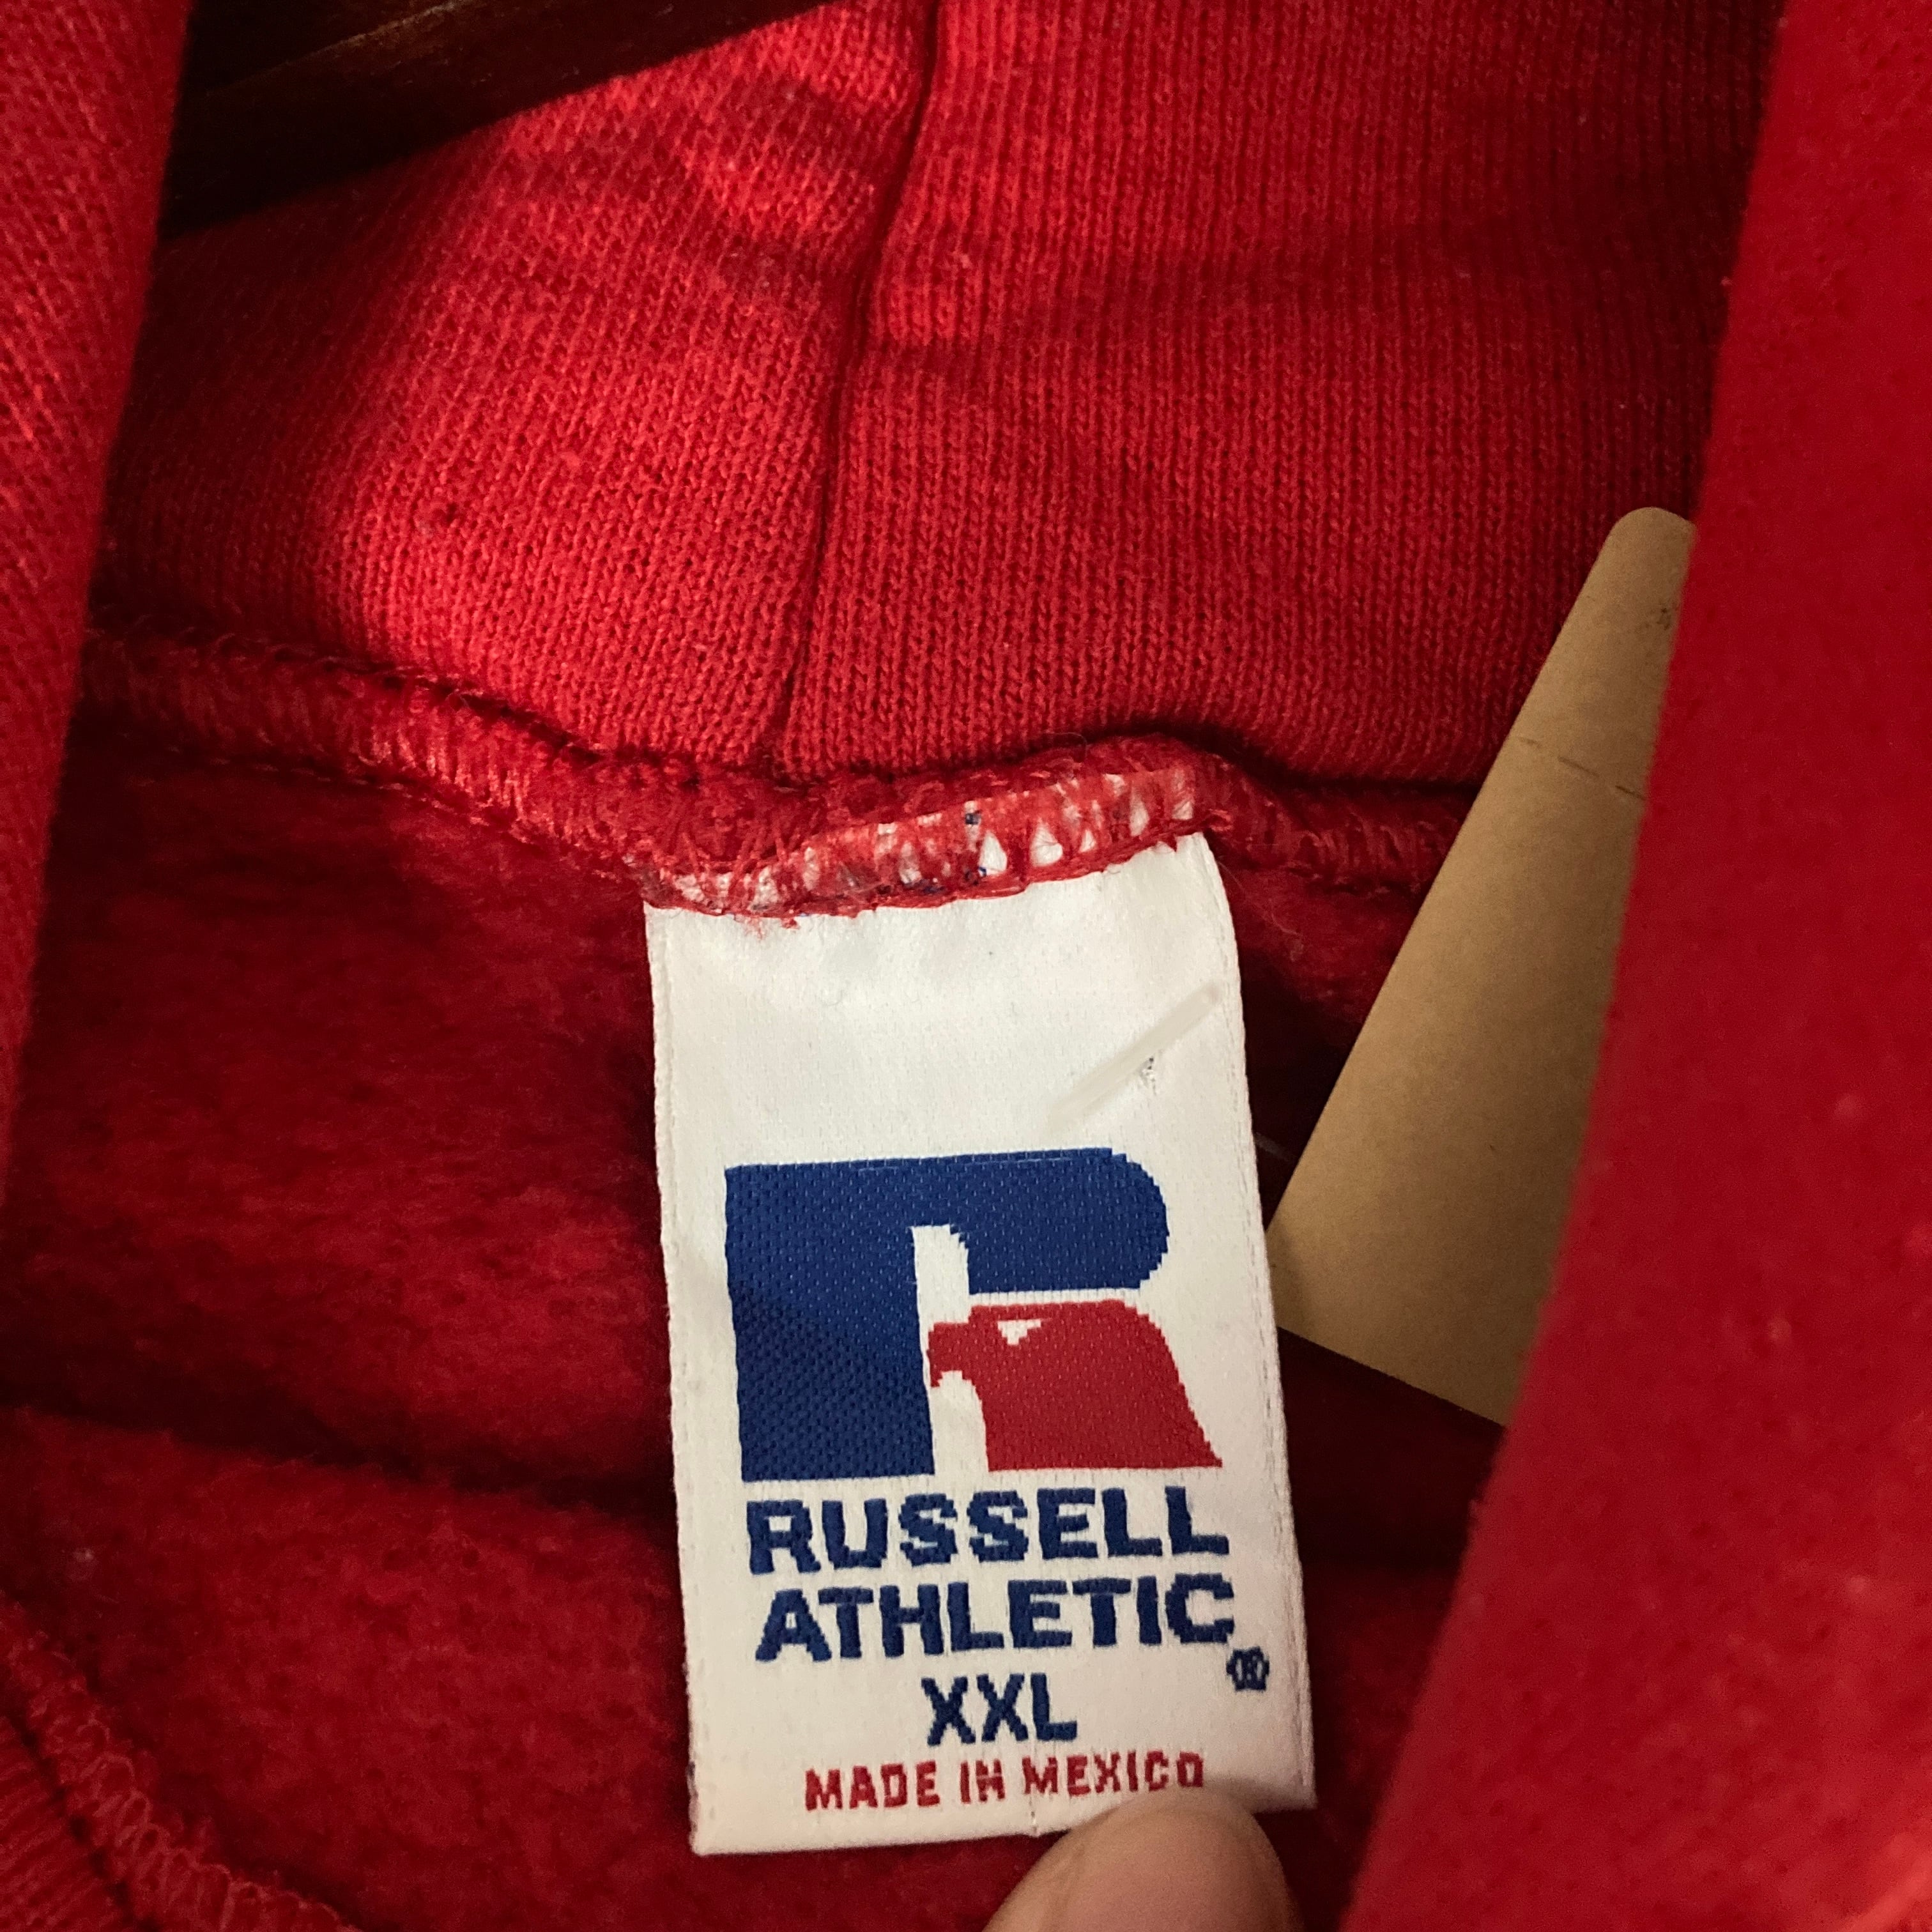 RUSSELL
ATHLETIC®
XXL
MADE IN MEXICO